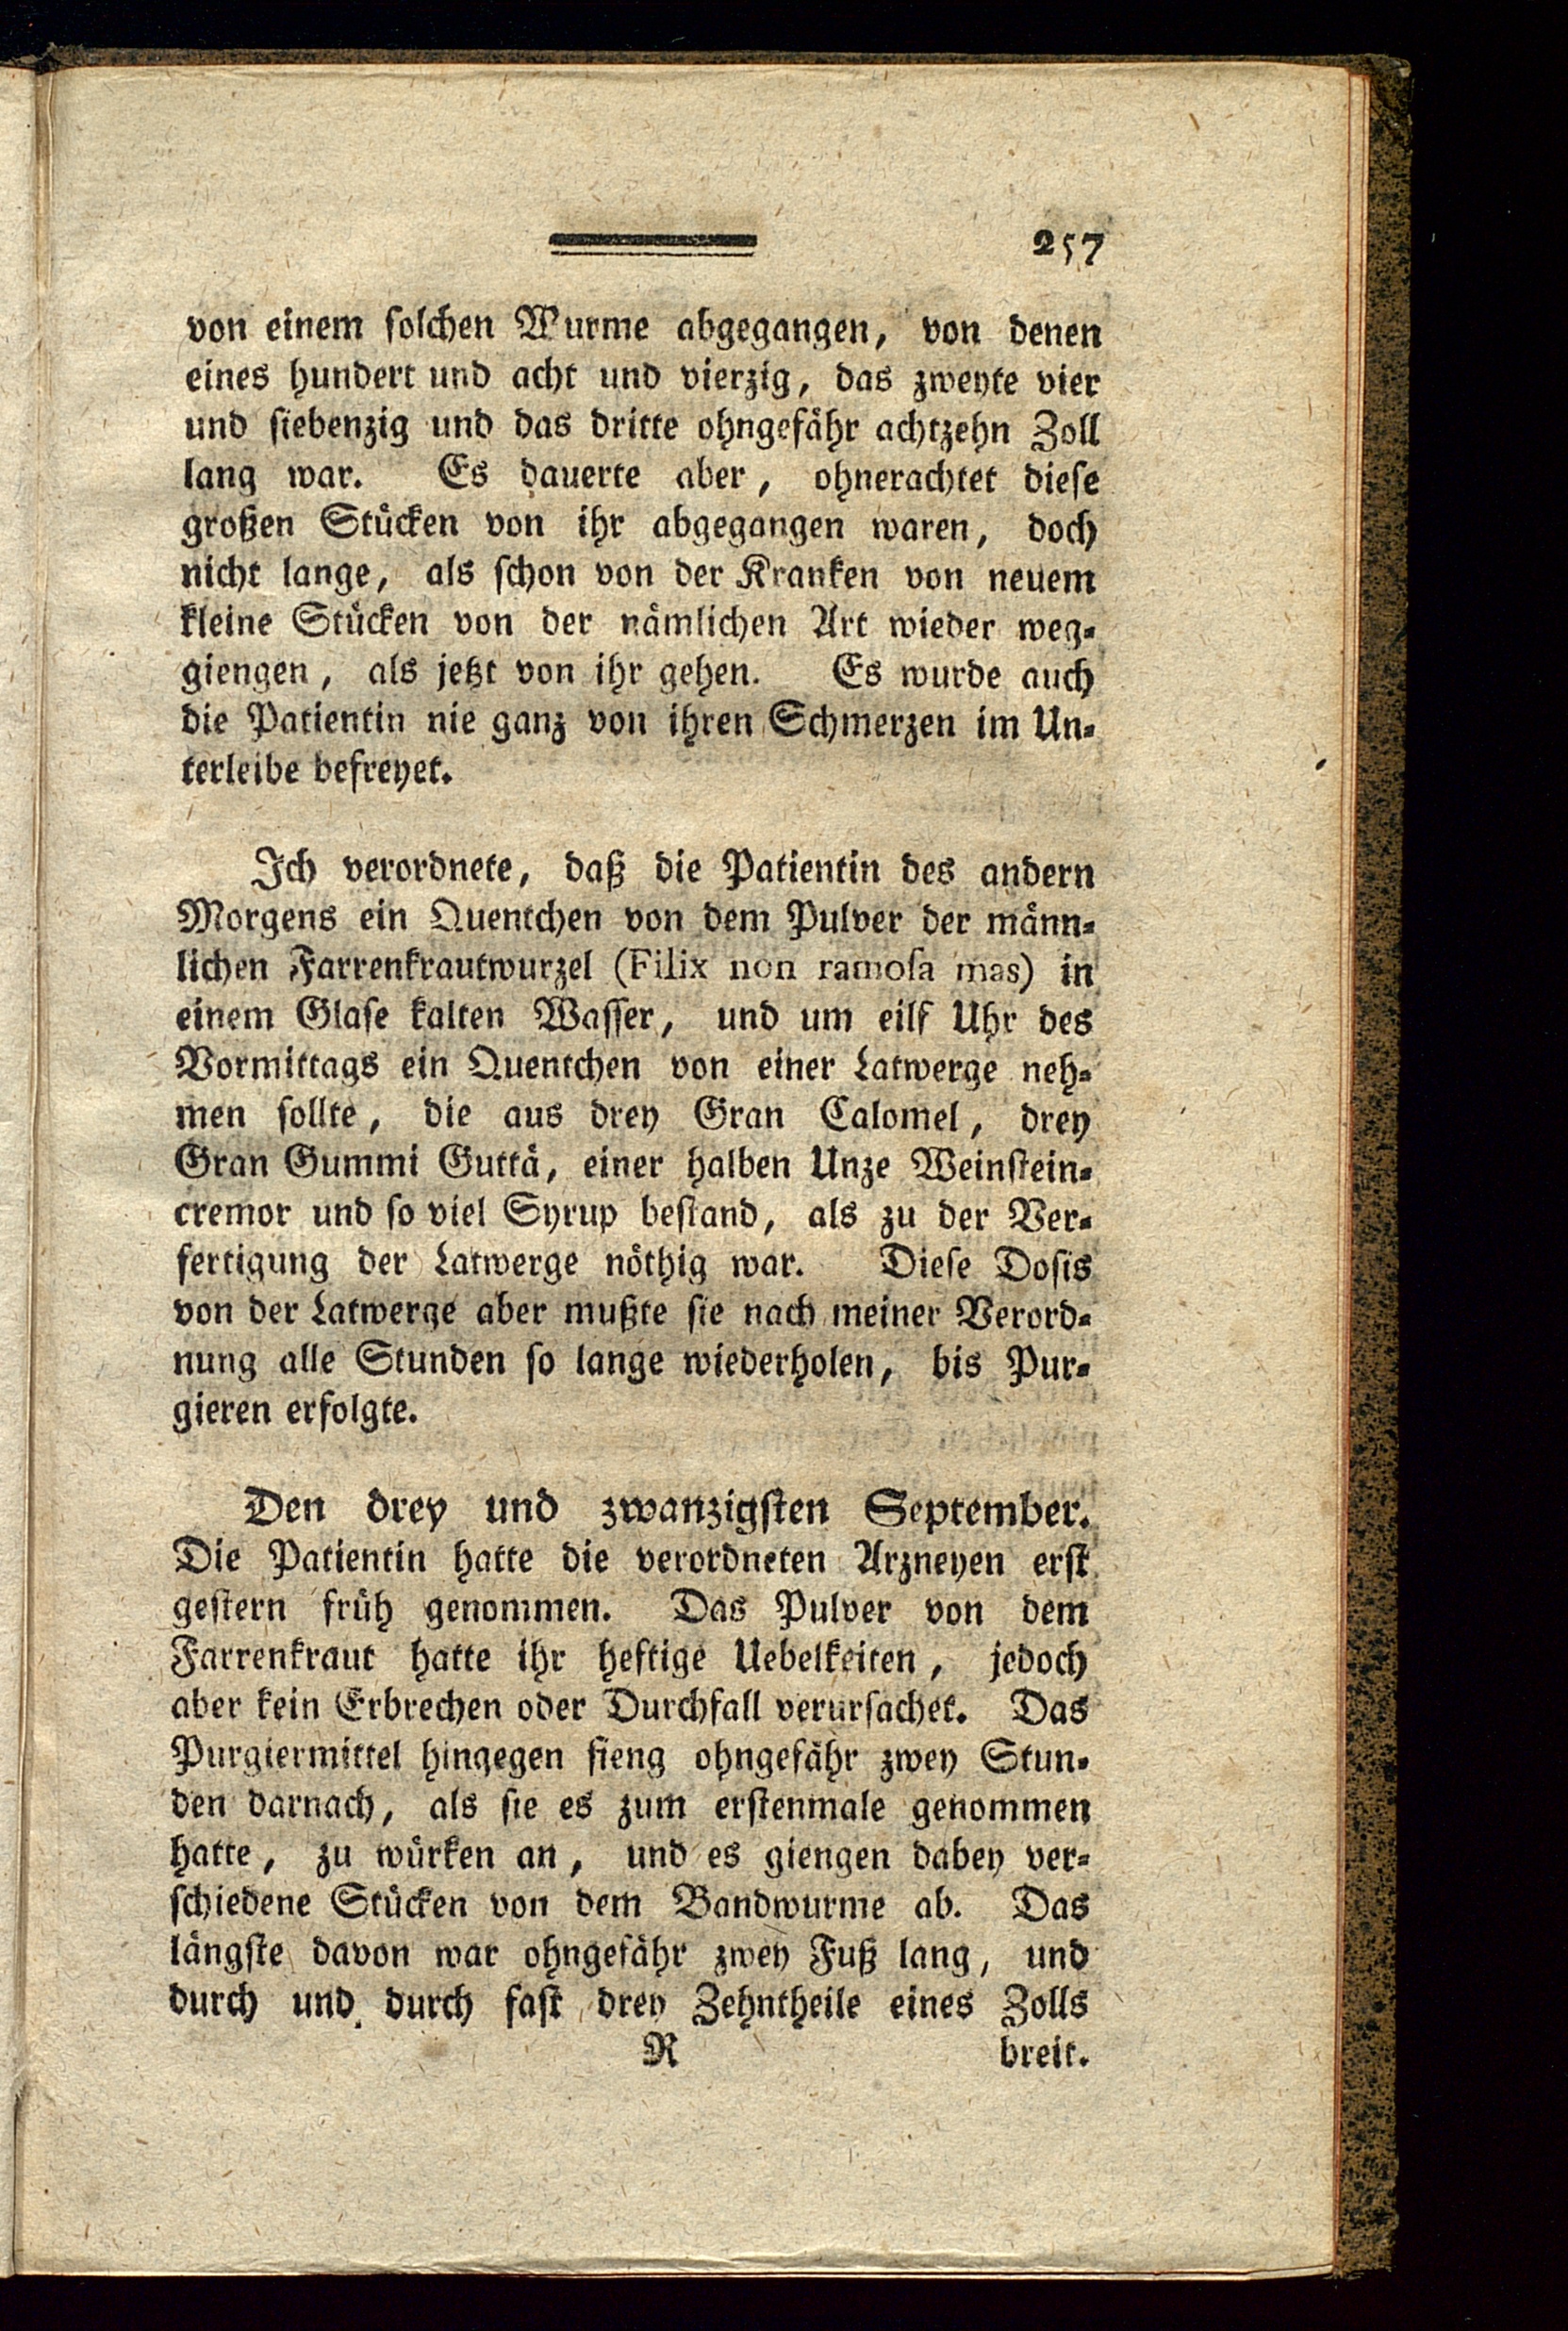 257
von einem solchen Wurme abgegangen, von denen
eines hundert und acht und vierzig, das zweyte vier
und siebenzig und das dritte ohngefähr achtzehn Zoll
lang war. Es dauerte aber, ohnerachtet diese
großen Stücken von ihr abgegangen waren, doch
nicht lange, als schon von der Kranken von neuem
kleine Stücken von der nämlichen Art wieder weg-
giengen, als jetzt von ihr gehen. Es wurde auch
die Patientin nie ganz von ihren Schmerzen im Un-
terleibe befreyet.
Ich verordnete, daß die Patientin des andern
Morgens ein Quentchen von dem Pulver der männ-
lichen Farrenkrautwurzel (Filix non ramosa mas) in
einem Glase kalten Wasser, und um eilf Uhr des
Vormittags ein Quentchen von einer Latwerge neh-
men sollte, die aus drey Gran Calomel, drey
Gran Gummi Guttä, einer halben Unze Weinstein-
cremor und so viel Syrup bestand, als zu der Ver-
fertigung der Latwerge nöthig war. Diese Dosis
von der Latwerge aber mußte sie nach meiner Verord-
nung alle Stunden so lange wiederholen, bis Pur-
gieren erfolgte.
Den drey und zwanzigsten September.
Die Patientin hatte die verordneten Arzneyen erst
gestern früh genommen. Das Pulver von dem
Farrenkraut hatte ihr heftige Uebelkeiten, jedoch
aber kein Erbrechen oder Durchfall verursachet. Das
Purgiermittel hingegen fieng ohngefähr zwey Stun-
den darnach, als sie es zum erstenmale genommen
hatte, zu würken an, und es giengen dabey ver-
schiedene Stücken von dem Bandwurme ab. Das
längste davon war ohngefähr zwey Fuß lang, und
durch und durch fast drey Zehntheile eines Zolls
R breit.